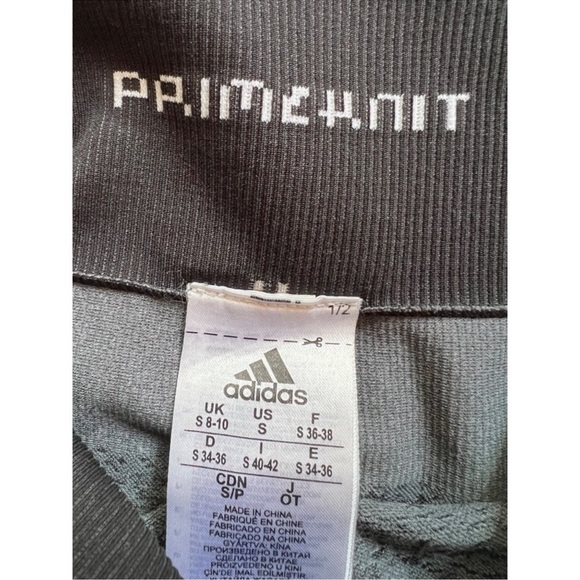 PRIMEKNIT
1/2
adidas
UK US F
S 8-10 S S 36-38
D I E
S 34-36 S 40-42 S 34-36
CDN J
S/P OT
MADE IN CHINA
FABRIQUÉ EN CHINE
FABRICADO EN CHINA
FABRICADO NA CHINA
GYÁRTVA: KÍNA
ПРОИЗВЕДЕНО В КИТАЕ
СДЕЛАНО В КИТАЕ
PROIZVEDENO U KINI
ÇİN'DE İMAL EDİLMİŞTİR